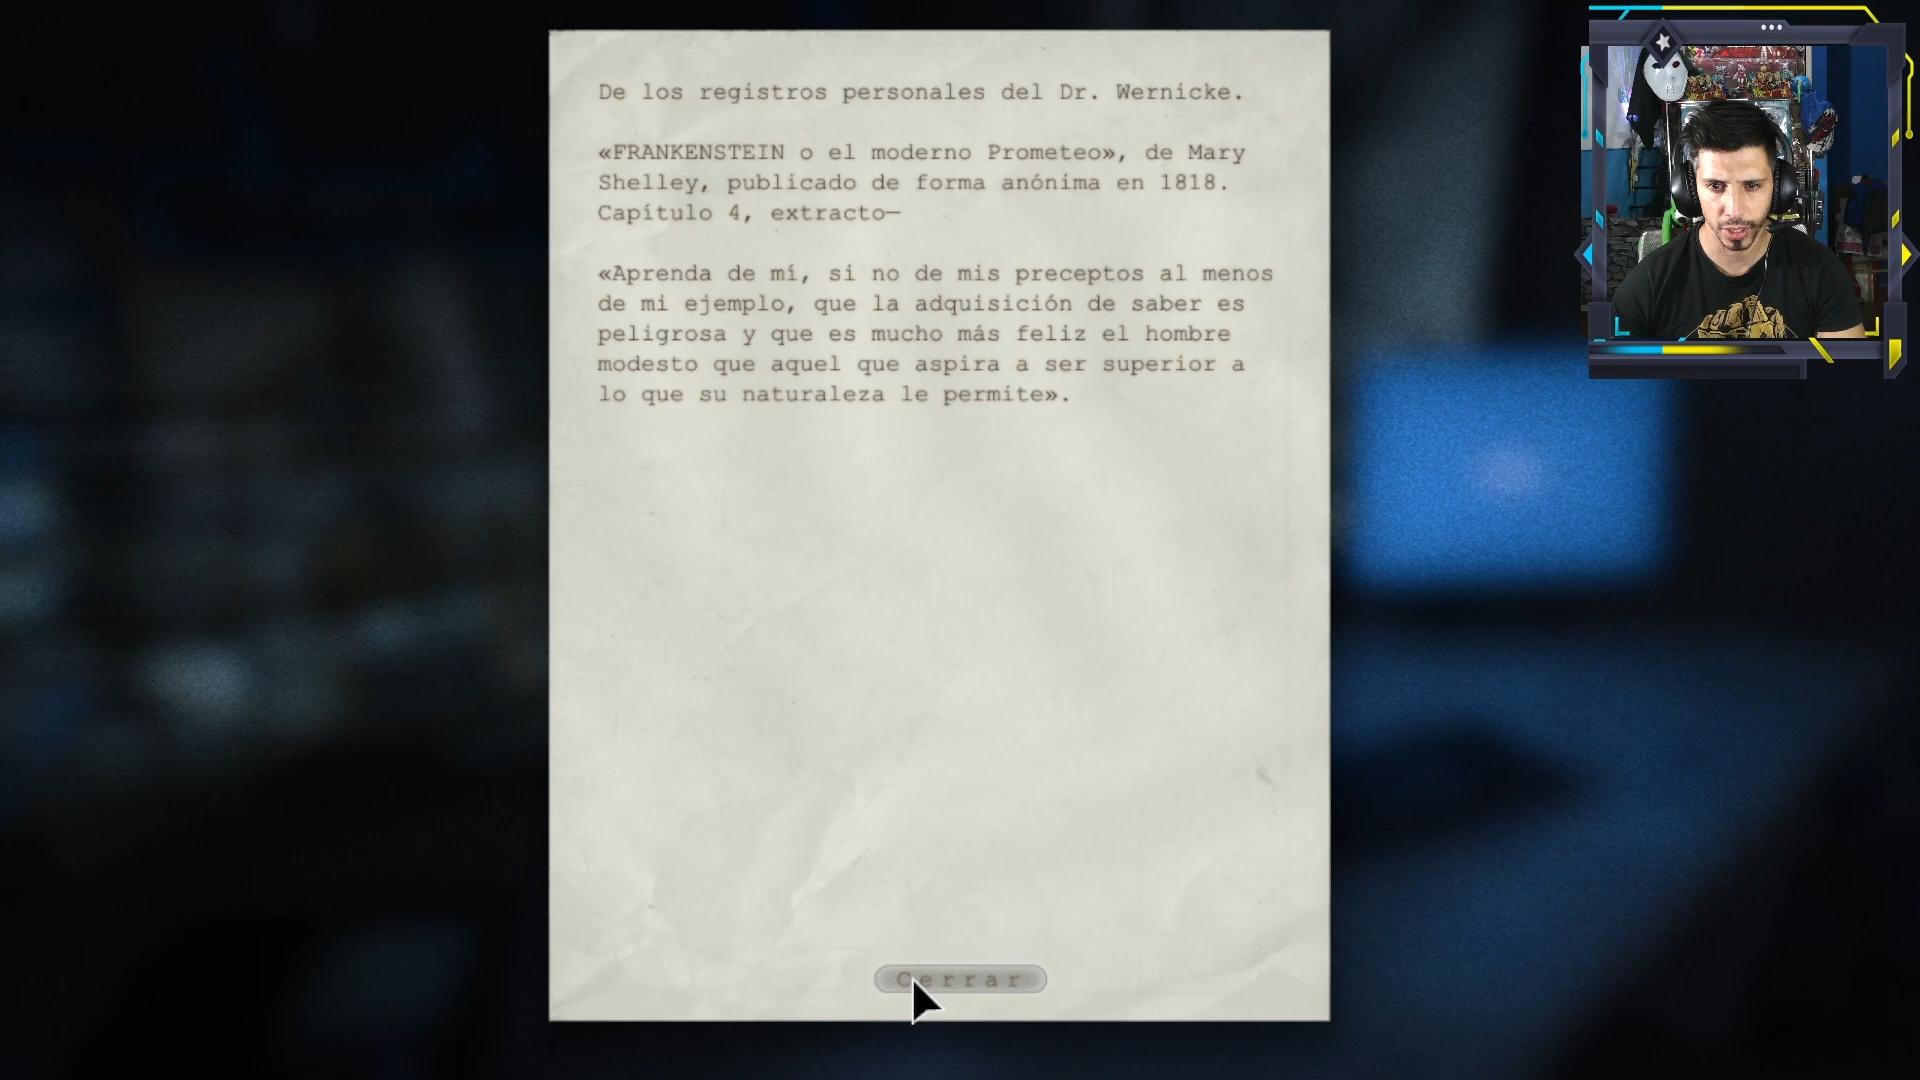 De los registros personales del Dr. Wernicke.
«FRANKENSTEIN o el moderno Prometeo», de Mary
Shelley, publicado de forma anónima en 1818.
Capítulo 4, extracto—
«Aprenda de mí, si no de mis preceptos al menos
de mi ejemplo, que la adquisición de saber es
peligrosa y que es mucho más feliz el hombre
modesto que aquel que aspira a ser superior a
lo que su naturaleza le permite».
Cerrar